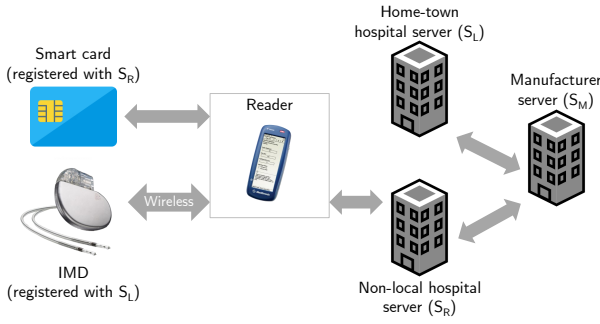 Home-town
hospital server (S_L)
Smart card
(registered with S_R)
Manufacturer
server (S_M)
Reader
Wireless
IMD
(registered with S_L)
Non-local hospital
server (S_R)